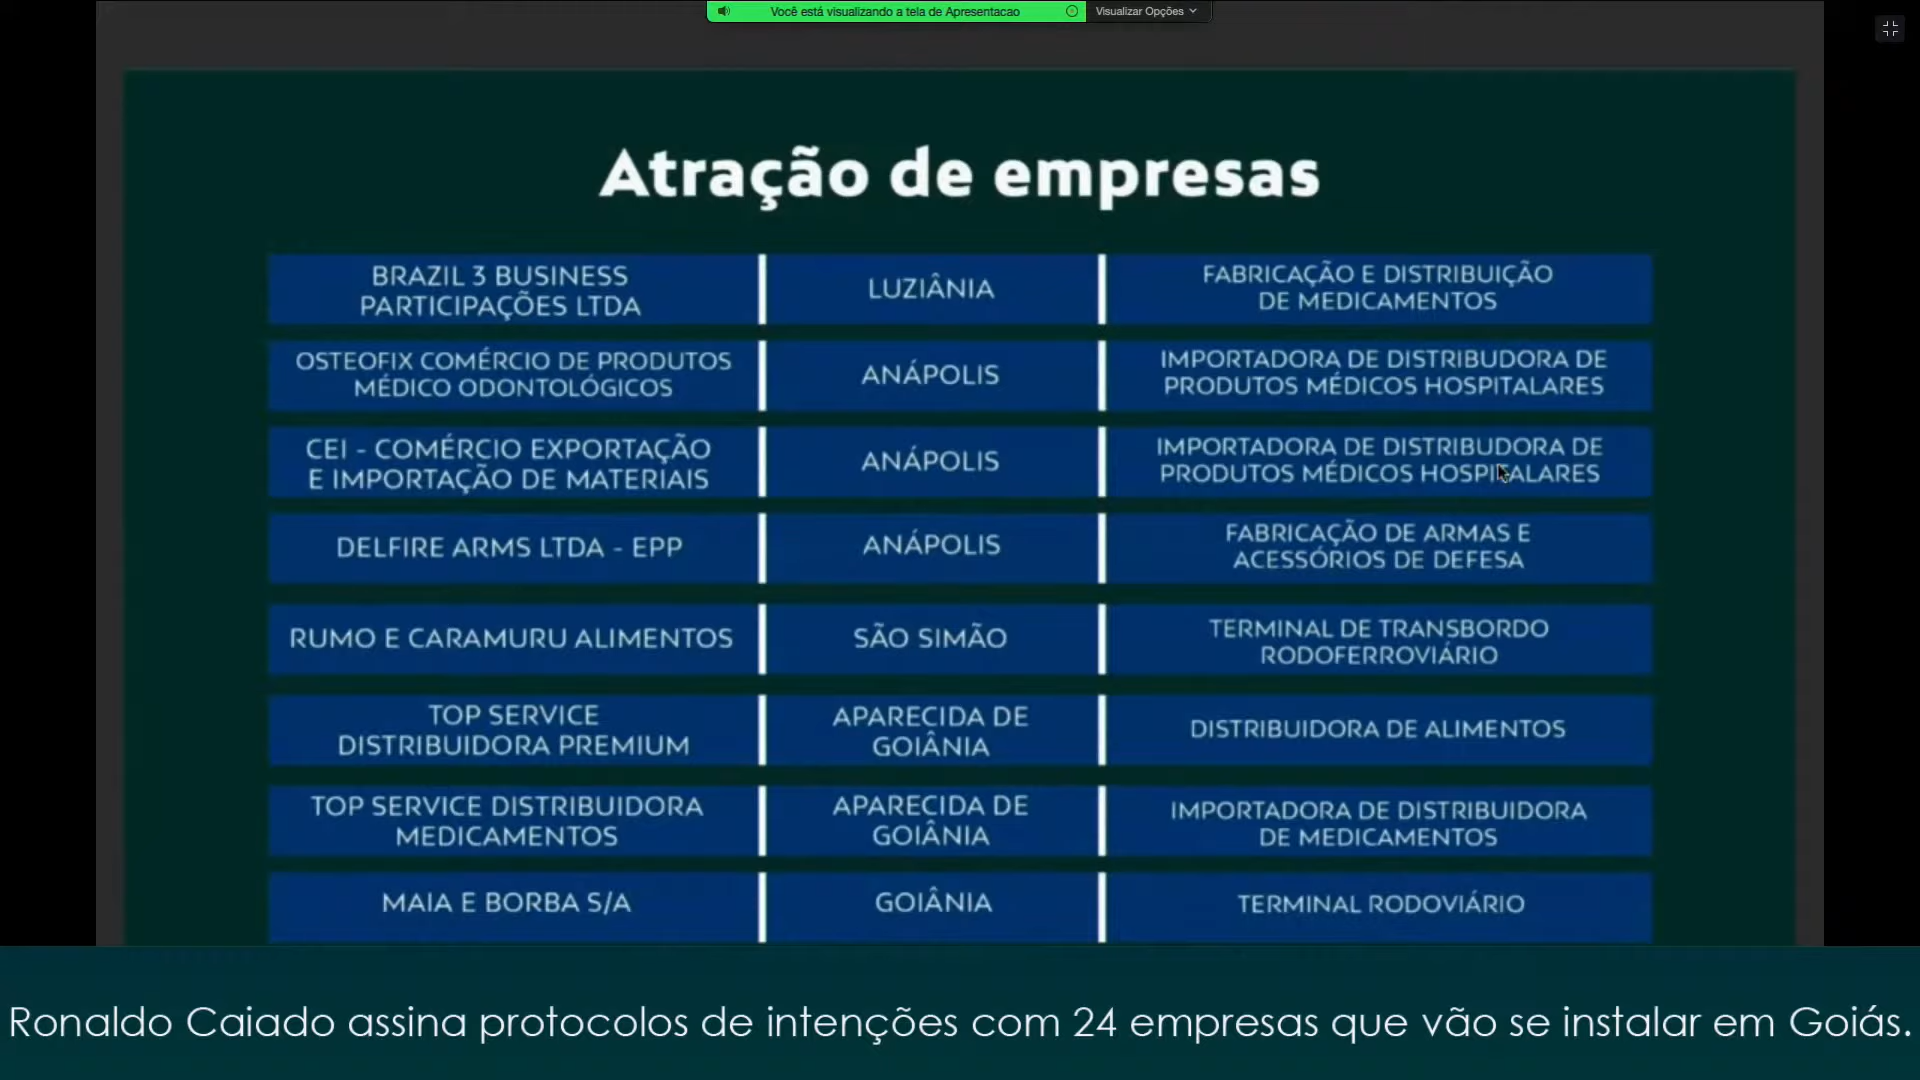 Você está visualizando a tela de Apresentacao
Visualizar Opções
Atração de empresas
BRAZIL 3 BUSINESS
PARTICIPAÇÕES LTDA
LUZIÂNIA
FABRICAÇÃO E DISTRIBUIÇÃO
DE MEDICAMENTOS
OSTEOFIX COMÉRCIO DE PRODUTOS
MÉDICO ODONTOLÓGICOS
ANÁPOLIS
IMPORTADORA DE DISTRIBUDORA DE
PRODUTOS MÉDICOS HOSPITALARES
CEI - COMÉRCIO EXPORTAÇÃO
E IMPORTAÇÃO DE MATERIAIS
ANÁPOLIS
IMPORTADORA DE DISTRIBUDORA DE
PRODUTOS MÉDICOS HOSPITALARES
DELFIRE ARMS LTDA - EPP
ANÁPOLIS
FABRICAÇÃO DE ARMAS E
ACESSÓRIOS DE DEFESA
RUMO E CARAMURU ALIMENTOS
SÃO SIMÃO
TERMINAL DE TRANSBORDO
RODOFERROVIÁRIO
TOP SERVICE
DISTRIBUIDORA PREMIUM
APARECIDA DE
GOIÂNIA
DISTRIBUIDORA DE ALIMENTOS
TOP SERVICE DISTRIBUIDORA
MEDICAMENTOS
APARECIDA DE
GOIÂNIA
IMPORTADORA DE DISTRIBUIDORA
DE MEDICAMENTOS
MAIA E BORBA S/A
GOIÂNIA
TERMINAL RODOVIÁRIO
Ronaldo Caiado assina protocolos de intenções com 24 empresas que vão se instalar em Goiás.